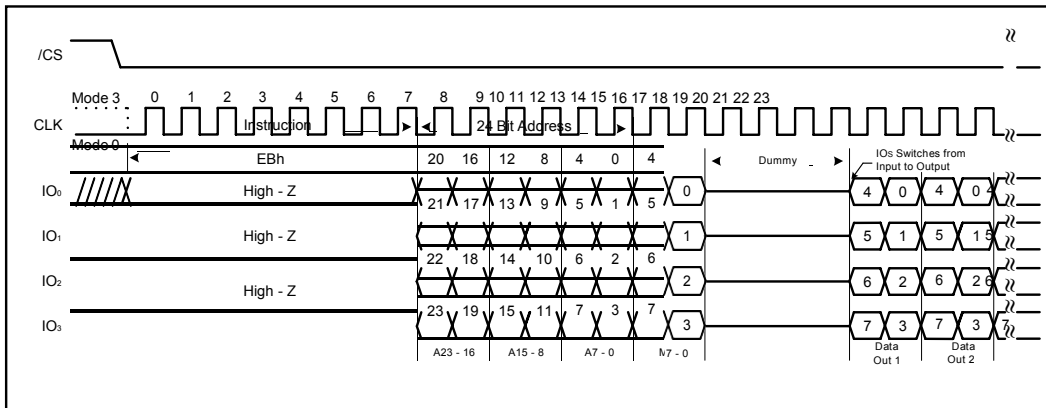 /CS
Mode 3 0 1 2 3 4 5 6 7 8 9 10 11 12 13 14 15 16 17 18 19 20 21 22 23
CLK Instruction 24 Bit Address
Mode 0
EBh 20 16 12 8 4 0 4 Dummy
IOs Switches from
Input to Output
IO0 High - Z 0 4 0 4 0 4
21 17 13 9 5 1 5
IO1 High - Z 1 5 1 5 1 5
22 18 14 10 6 2 6
IO2 2 6 2 6 2 6
High - Z
23 19 15 11 7 3 7
IO3 3 7 3 7 3 7
A23 - 16 A15 - 8 A7 - 0 M7 - 0
Data
Out 1
Data
Out 2